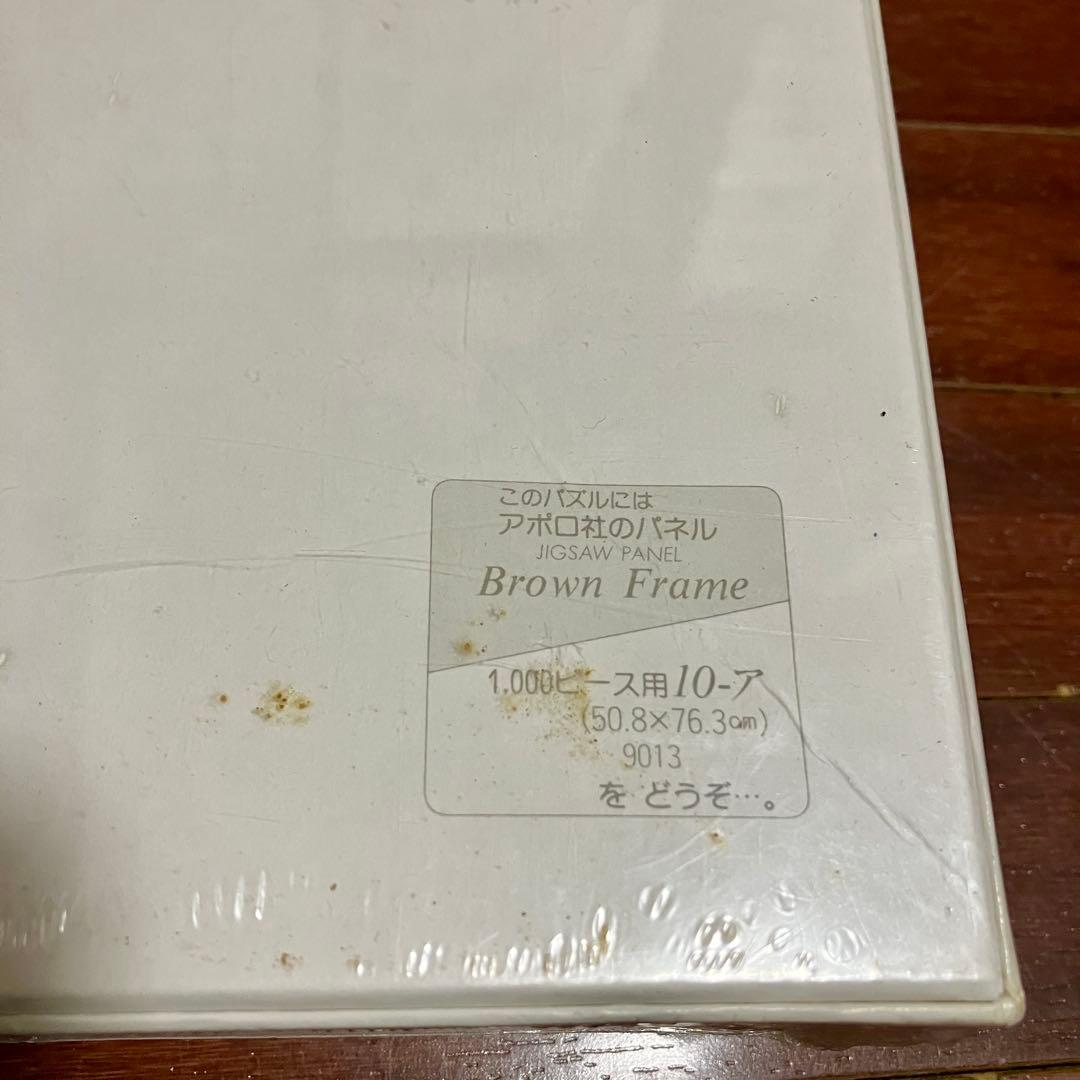 このパズルには
アポロ社のパネル
JIGSAW PANEL
Brown Frame
1,000ピース用10-ア
(50.8×76.3cm)
9013
を どうぞ…。